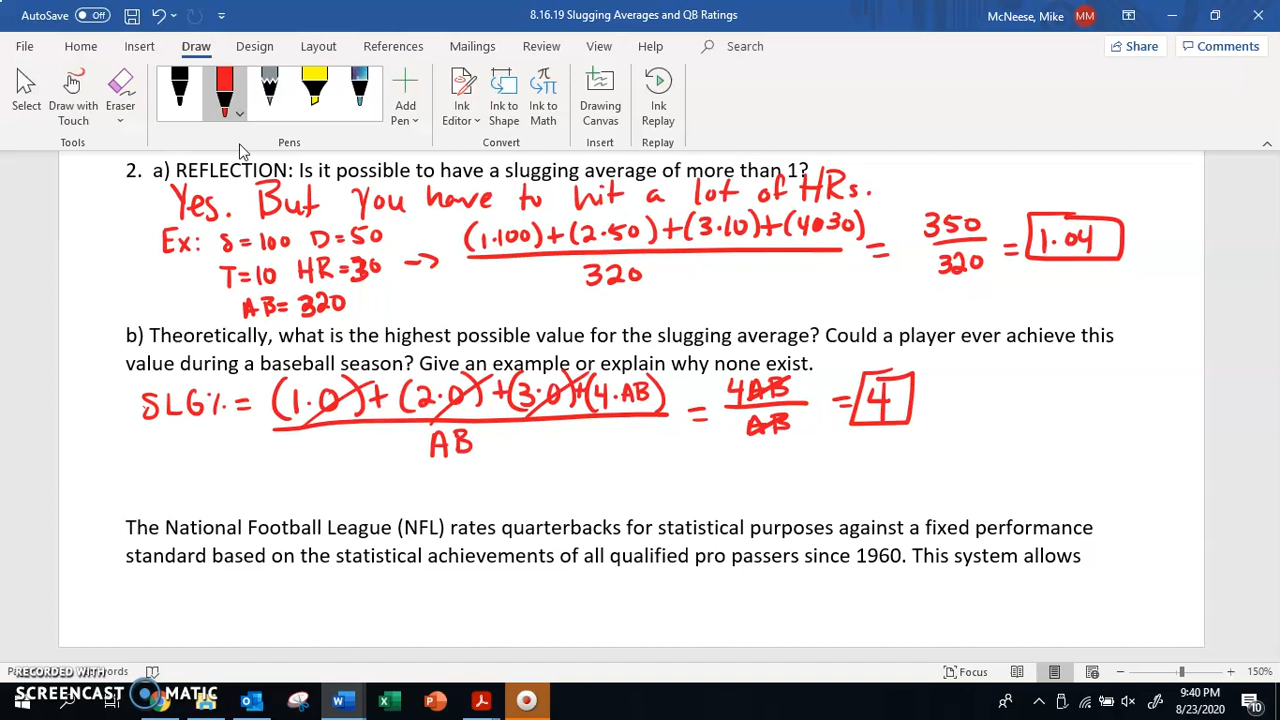 AutoSave Off 8.16.19 Slugging Averages and QB Ratings McNeese, Mike MM
File Home Insert Draw Design Layout References Mailings Review View Help Search Share Comments
Select Draw with Touch Eraser Add Pen Ink Editor Ink to Shape Ink to Math Drawing Canvas Ink Replay
Tools Pens Convert Insert Replay
2. a) REFLECTION: Is it possible to have a slugging average of more than 1?
Yes. But you have to hit a lot of HRs.
Ex: S = 100 D = 50 (1·100)+(2·50)+(3·10)+(4·30)
T=10 HR = 30 → 320 = 350/320 = 1.04
AB= 320
b) Theoretically, what is the highest possible value for the slugging average? Could a player ever achieve this
value during a baseball season? Give an example or explain why none exist.
SLG% = (1·0)+(2·0)+(3·0)+(4·AB) = 4AB/AB = 4
AB
The National Football League (NFL) rates quarterbacks for statistical purposes against a fixed performance
standard based on the statistical achievements of all qualified pro passers since 1960. This system allows
RECORDED WITH words Focus 150%
SCREENCAST MATIC 9:40 PM
8/23/2020 10